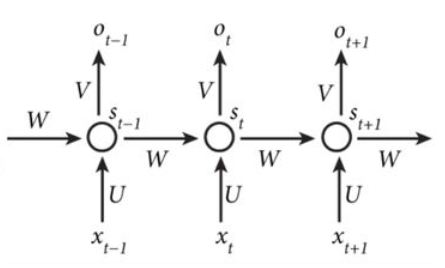 o_{t-1} o_t o_{t+1}
V V V
W s_{t-1} s_t s_{t+1}
W W W
U U U
x_{t-1} x_t x_{t+1}